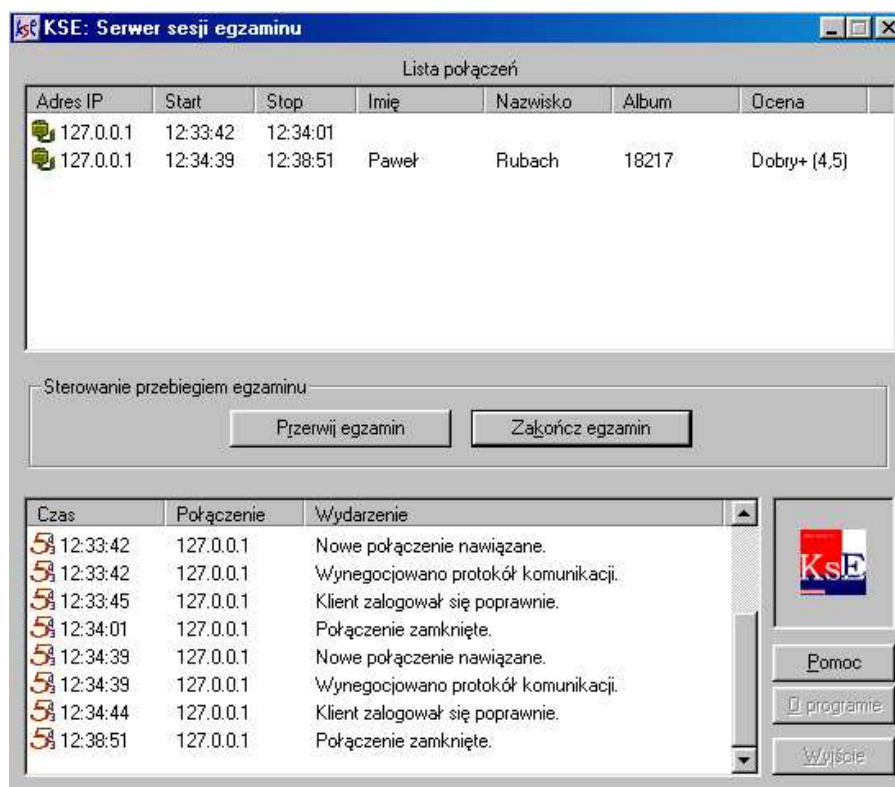 KSE: Serwer sesji egzaminu
Lista połączeń
Adres IP Start Stop Imię Nazwisko Album Ocena
127.0.0.1 12:33:42 12:34:01
127.0.0.1 12:34:39 12:38:51 Paweł Rubach 18217 Dobry+ (4,5)
Sterowanie przebiegiem egzaminu
Przerwij egzamin Zakończ egzamin
Czas Połączenie Wydarzenie
12:33:42 127.0.0.1 Nowe połączenie nawiązane.
12:33:42 127.0.0.1 Wynegocjowano protokół komunikacji.
12:33:45 127.0.0.1 Klient zalogował się poprawnie.
12:34:01 127.0.0.1 Połączenie zamknięte.
12:34:39 127.0.0.1 Nowe połączenie nawiązane.
12:34:39 127.0.0.1 Wynegocjowano protokół komunikacji.
12:34:44 127.0.0.1 Klient zalogował się poprawnie.
12:38:51 127.0.0.1 Połączenie zamknięte.
KsE
Pomoc
O programie
Wyjście